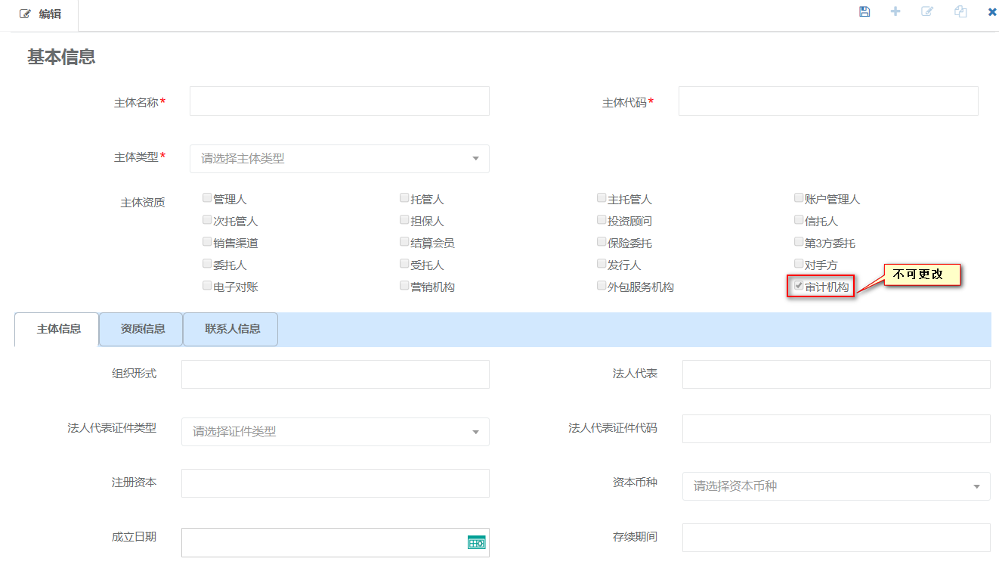 编辑
基本信息
主体名称* 主体代码*
主体类型* 请选择主体类型
主体资质 管理人 托管人 主托管人 账户管理人
次托管人 担保人 投资顾问 信托人
销售渠道 结算会员 保险委托 第3方委托
委托人 受托人 发行人 对手方 不可更改
电子对账 营销机构 外包服务机构 审计机构
主体信息 资质信息 联系人信息
组织形式 法人代表
法人代表证件类型 请选择证件类型 法人代表证件代码
注册资本 资本币种 请选择资本币种
成立日期 存续期间